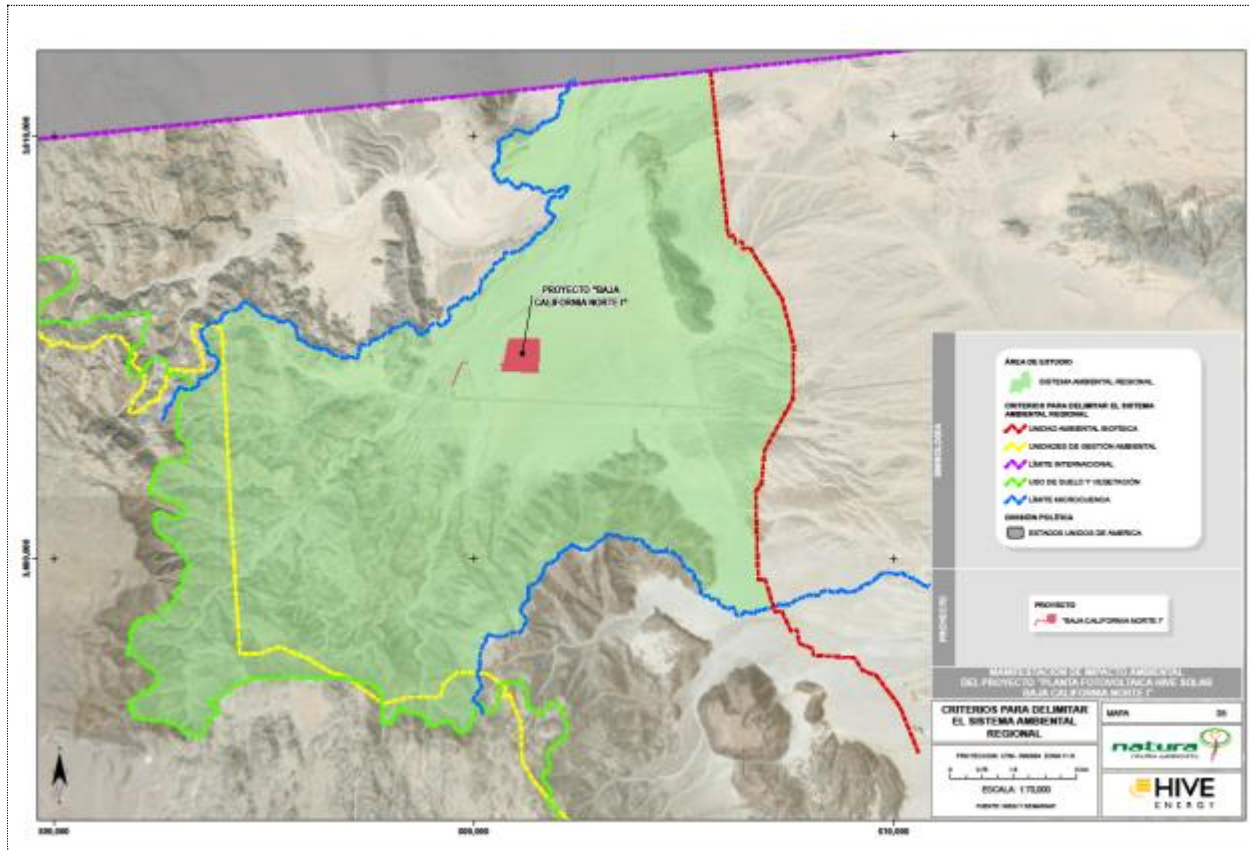 PROYECTO "BAJA
CALIFORNIA NORTE I"
SIMBOLOGÍA
ÁREA DE ESTUDIO
SISTEMA AMBIENTAL REGIONAL
CRITERIOS PARA DELIMITAR EL SISTEMA
AMBIENTAL REGIONAL
UNIDAD AMBIENTAL BIOFÍSICA
UNIDADES DE GESTIÓN AMBIENTAL
LÍMITE INTERNACIONAL
USO DE SUELO Y VEGETACIÓN
LÍMITE MICROCUENCA
DIVISIÓN POLÍTICA
ESTADOS UNIDOS DE AMERICA
PROYECTO
PROYECTO
"BAJA CALIFORNIA NORTE I"
MANIFESTACIÓN DE IMPACTO AMBIENTAL
DEL PROYECTO "PLANTA FOTOVOLTAICA HIVE SOLAR
BAJA CALIFORNIA NORTE I"
CRITERIOS PARA DELIMITAR
EL SISTEMA AMBIENTAL
REGIONAL
MAPA
ESCALA: 1:70,000
natura
HIVE
ENERGY
610,000